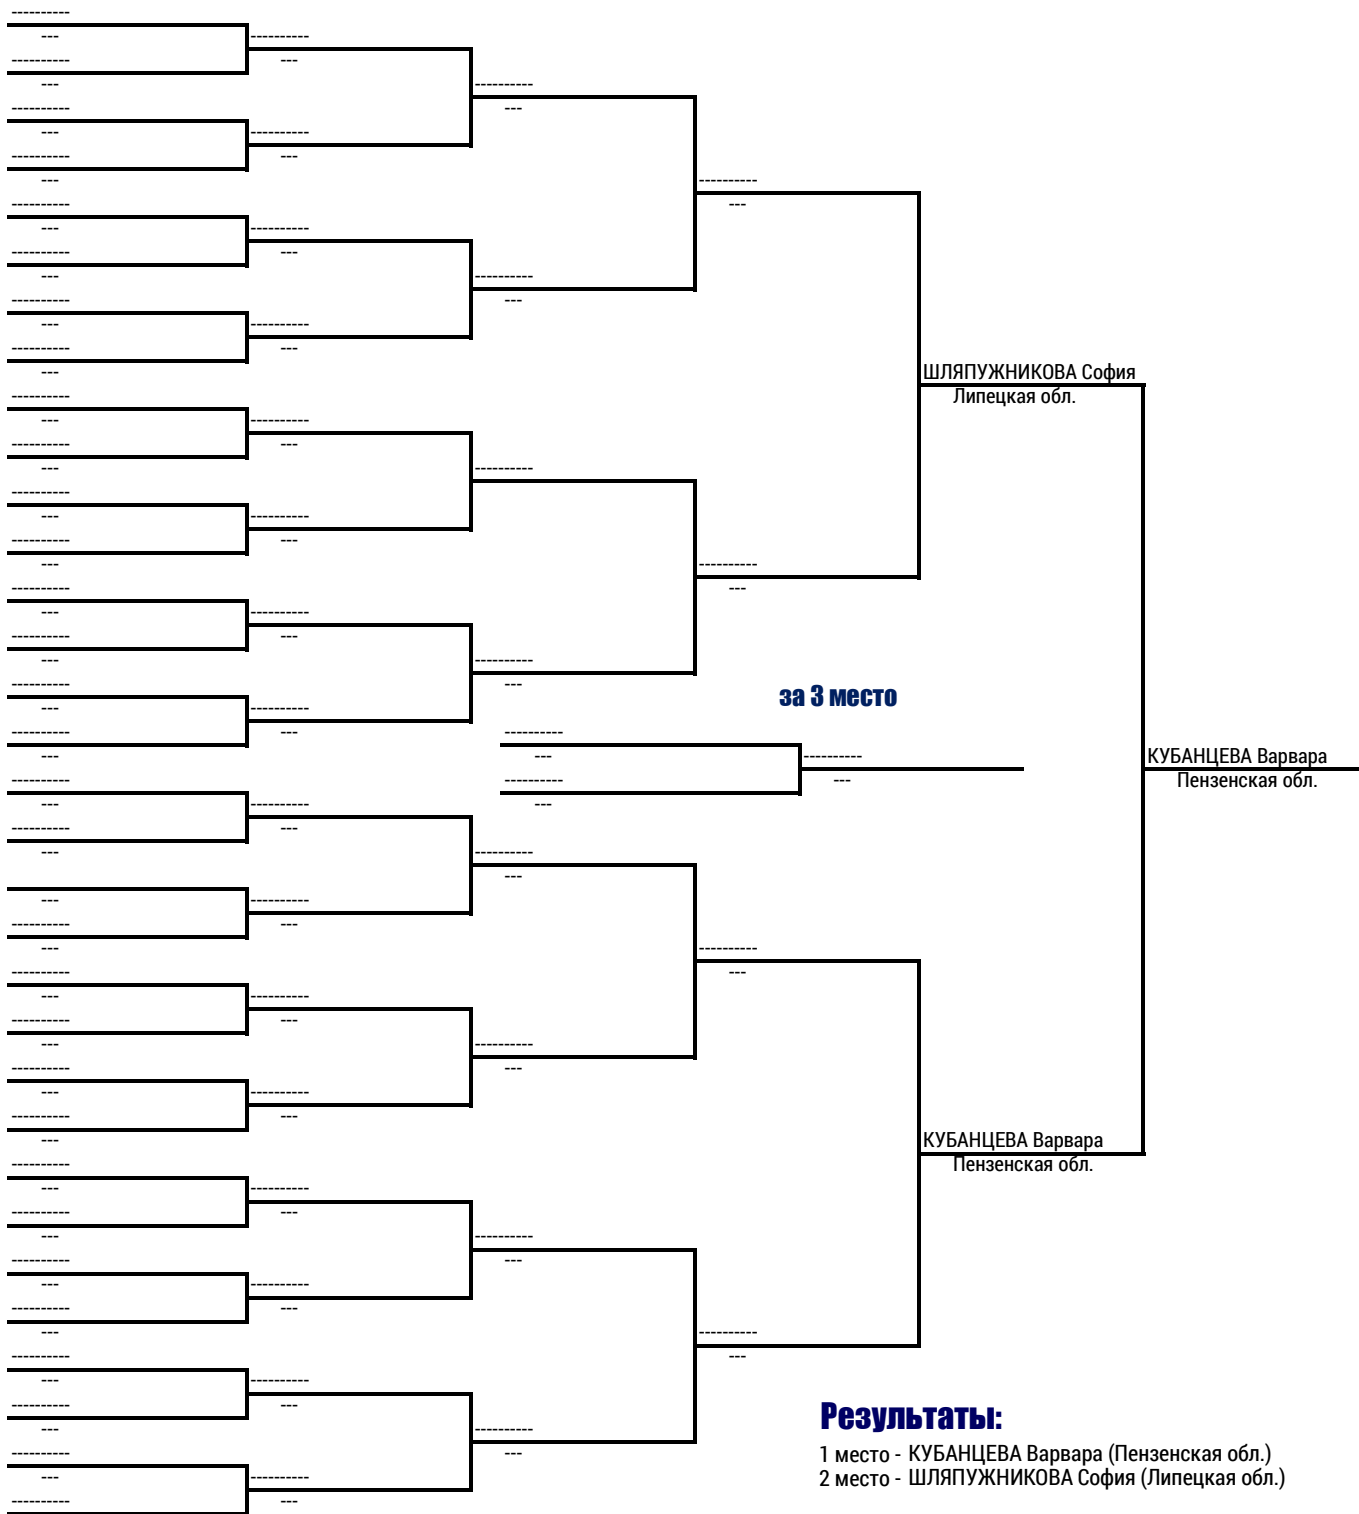 ШЛЯПУЖНИКОВА София
Липецкая обл.
за 3 место
КУБАНЦЕВА Варвара
Пензенская обл.
КУБАНЦЕВА Варвара
Пензенская обл.
Результаты:
1 место - КУБАНЦЕВА Варвара (Пензенская обл.)
2 место - ШЛЯПУЖНИКОВА София (Липецкая обл.)